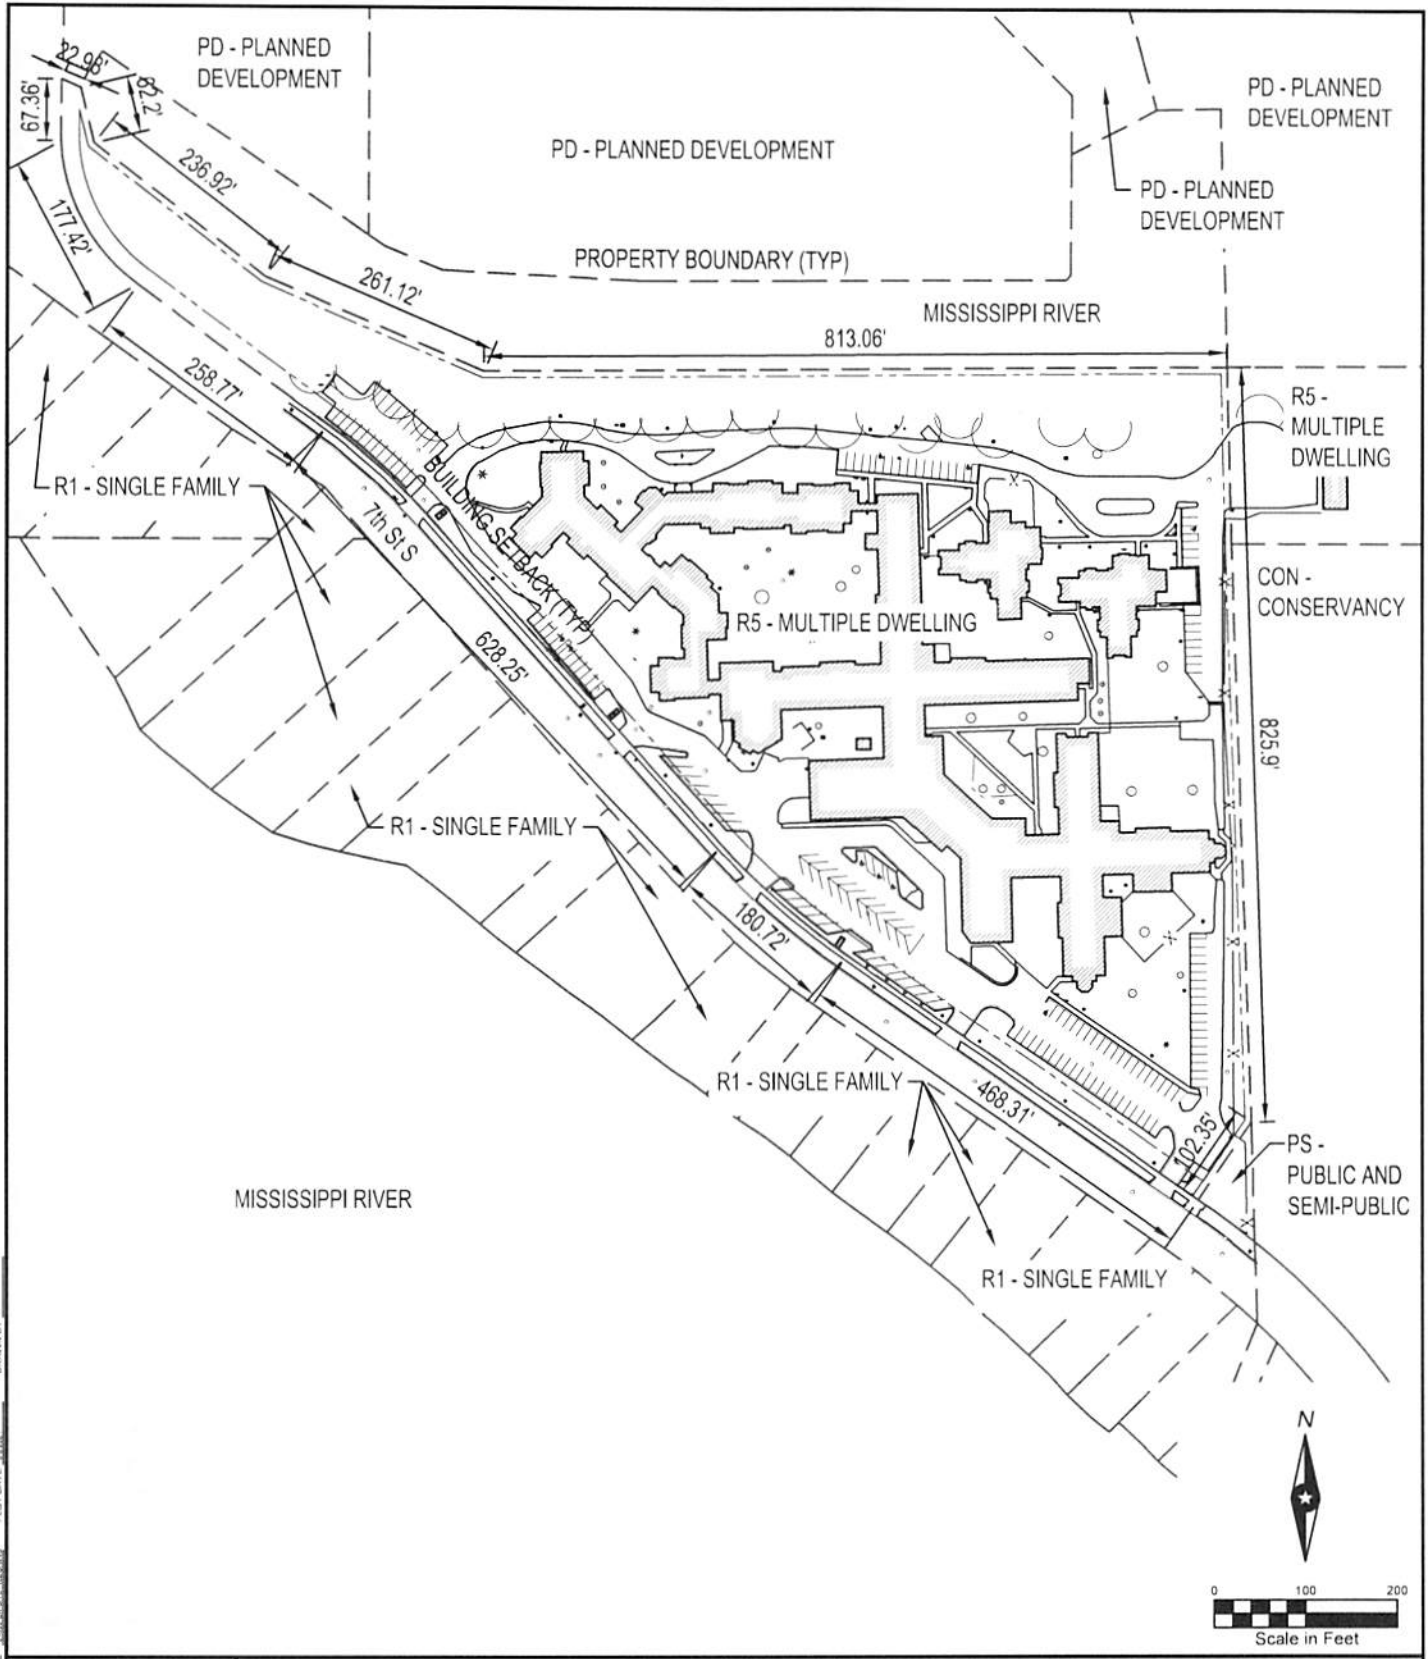 PD - PLANNED
DEVELOPMENT
22.98'
67.36'
62.2'
PD - PLANNED
DEVELOPMENT
PD - PLANNED DEVELOPMENT
PD - PLANNED
DEVELOPMENT
236.92'
177.42'
PROPERTY BOUNDARY (TYP)
261.12'
MISSISSIPPI RIVER
813.06'
258.77'
R5 -
MULTIPLE
DWELLING
R1 - SINGLE FAMILY
BUILDING SETBACK (TYP)
7th St S
CON -
CONSERVANCY
R5 - MULTIPLE DWELLING
628.25'
825.9'
R1 - SINGLE FAMILY
180.72'
R1 - SINGLE FAMILY
468.31'
102.35'
PS -
PUBLIC AND
SEMI-PUBLIC
MISSISSIPPI RIVER
R1 - SINGLE FAMILY
N
0 100 200
Scale in Feet